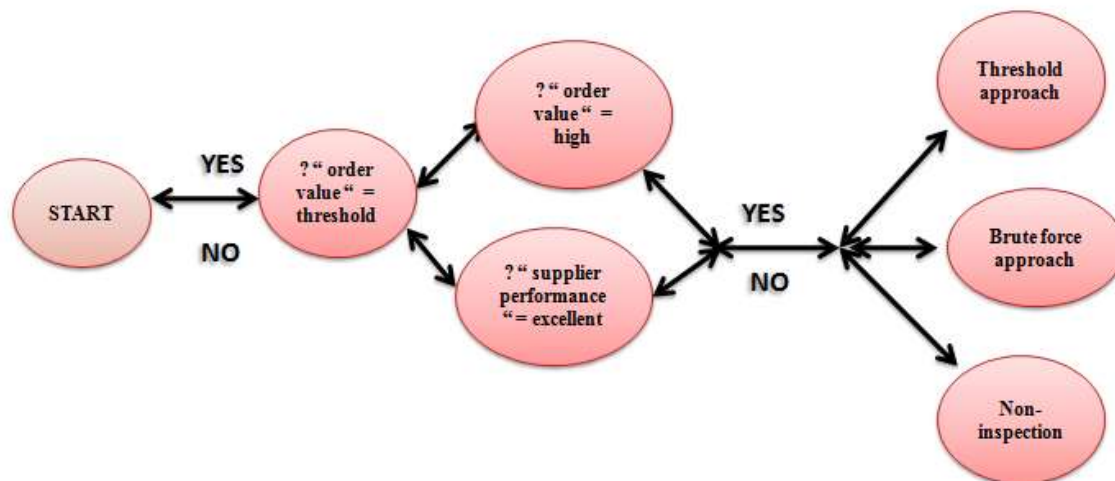 START
YES
NO
? “ order
value “ =
threshold
? “ order
value “ =
high
? “ supplier
performance
“ = excellent
YES
NO
Threshold
approach
Brute force
approach
Non-
inspection